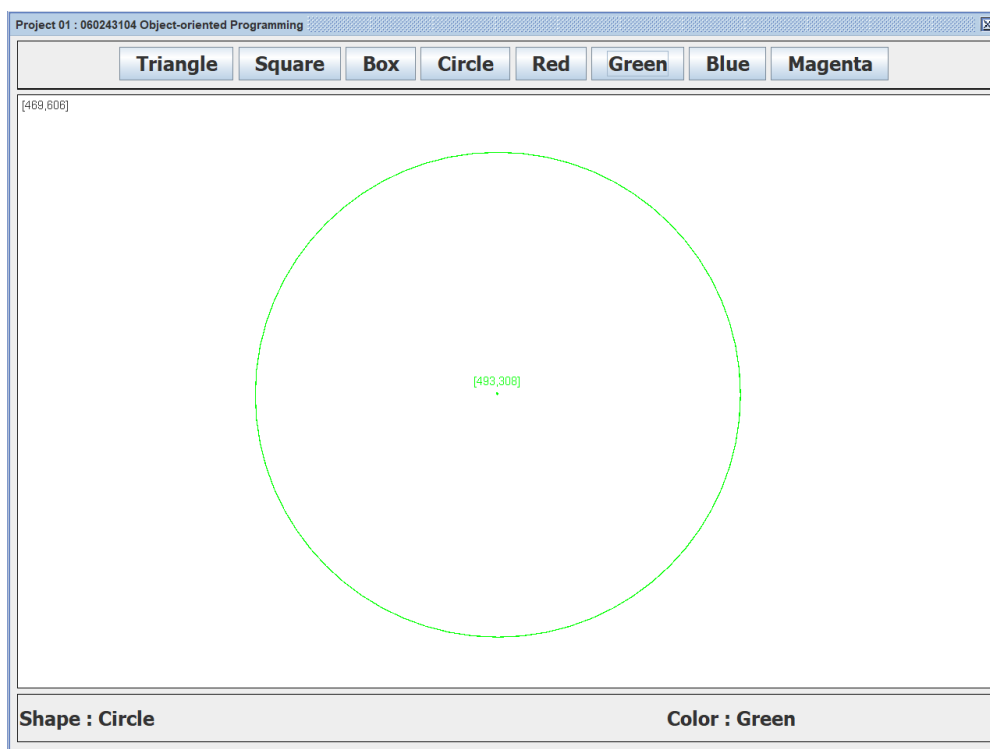 Project 01 : 060243104 Object-oriented Programming
Triangle Square Box Circle Red Green Blue Magenta
[469,606]
[493,308]
Shape : Circle Color : Green